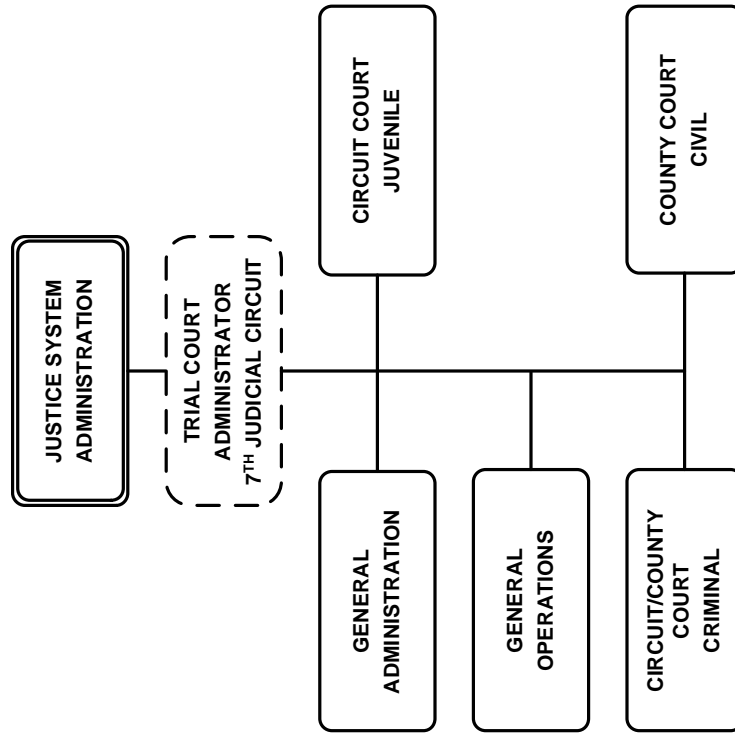 JUSTICE SYSTEM
ADMINISTRATION
TRIAL COURT
ADMINISTRATOR
7TH JUDICIAL CIRCUIT
GENERAL
ADMINISTRATION
CIRCUIT COURT
JUVENILE
GENERAL
OPERATIONS
CIRCUIT/COUNTY
COURT
CRIMINAL
COUNTY COURT
CIVIL